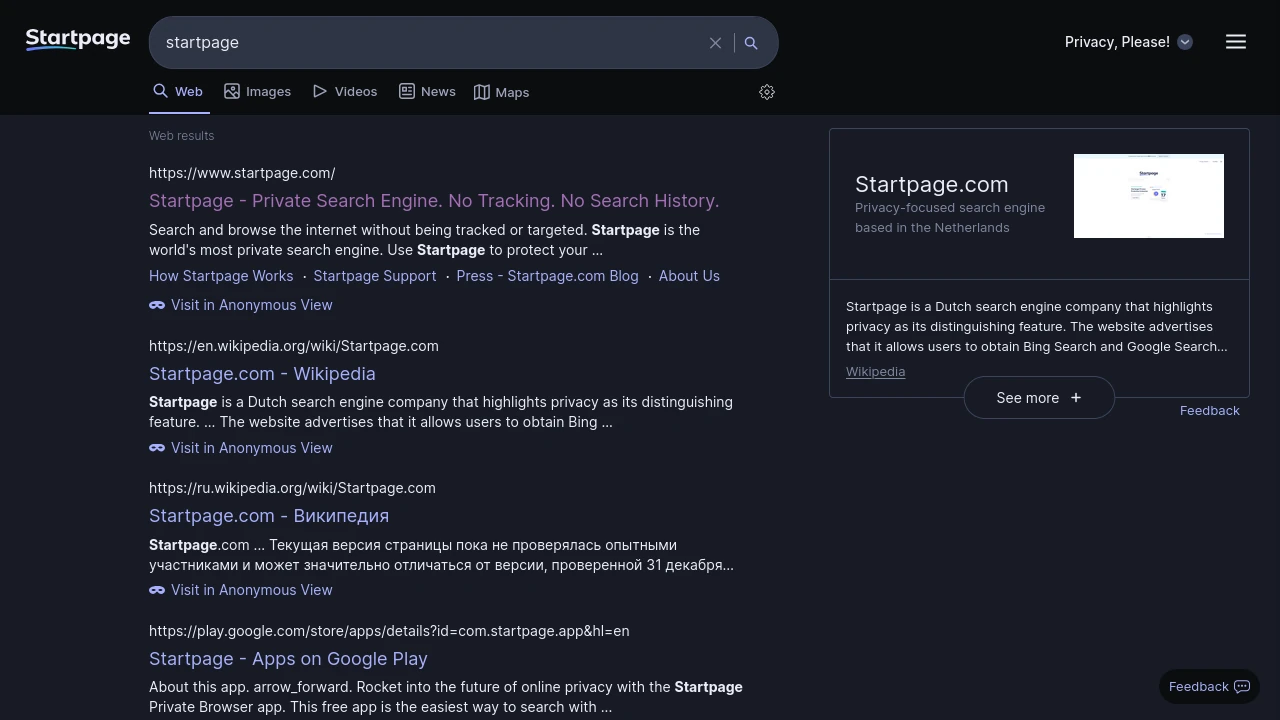 Startpage
startpage
Privacy, Please!
Web
Images
Videos
News
Maps
Web results
https://www.startpage.com/
Startpage - Private Search Engine. No Tracking. No Search History.
Search and browse the internet without being tracked or targeted. Startpage is the
world's most private search engine. Use Startpage to protect your ...
How Startpage Works · Startpage Support · Press - Startpage.com Blog · About Us
Visit in Anonymous View
https://en.wikipedia.org/wiki/Startpage.com
Startpage.com - Wikipedia
Startpage is a Dutch search engine company that highlights privacy as its distinguishing
feature. ... The website advertises that it allows users to obtain Bing ...
Visit in Anonymous View
https://ru.wikipedia.org/wiki/Startpage.com
Startpage.com - Википедия
Startpage.com ... Текущая версия страницы пока не проверялась опытными
участниками и может значительно отличаться от версии, проверенной 31 декабря...
Visit in Anonymous View
https://play.google.com/store/apps/details?id=com.startpage.app&hl=en
Startpage - Apps on Google Play
About this app. arrow_forward. Rocket into the future of online privacy with the Startpage
Private Browser app. This free app is the easiest way to search with ...
Startpage.com
Privacy-focused search engine
based in the Netherlands
Startpage
Startpage is a Dutch search engine company that highlights
privacy as its distinguishing feature. The website advertises
that it allows users to obtain Bing Search and Google Search...
Wikipedia
See more +
Feedback
Feedback